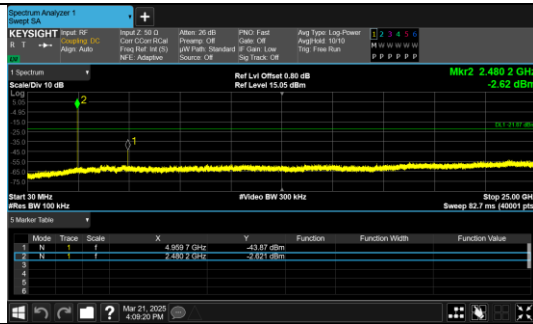 Spectrum Analyzer 1
Swept SA
+
KEYSIGHT Input: RF Input Z: 50 Ω Atten: 26 dB PNO: Fast Avg Type: Log-Power 1 2 3 4 5 6
R T Coupling: DC Corr CCorr RCal Preamp: Off Gate: Off Avg|Hold: 10/10 M W W W W W
Align: Auto Freq Ref: Int (S) µW Path: Standard IF Gain: Low Trig: Free Run
NFE: Adaptive Source: Off Sig Track: Off P P P P P P
1 Spectrum Ref Lvl Offset 0.80 dB Mkr2 2.480 2 GHz
Scale/Div 10 dB Ref Level 15.05 dBm -2.62 dBm
Log
5.05
-4.95
-15.0
-25.0
-35.0
-45.0
-55.0
-65.0
-75.0
2
1
DL1 -21.87 dBm
Start 30 MHz #Video BW 300 kHz Stop 25.00 GHz
#Res BW 100 kHz Sweep 82.7 ms (40001 pts)
5 Marker Table
Mode Trace Scale X Y Function Function Width Function Value
1 N 1 f 4.959 7 GHz -43.87 dBm
2 N 1 f 2.480 2 GHz -2.621 dBm
3
4
5
6
? Mar 21, 2025
4:09:20 PM